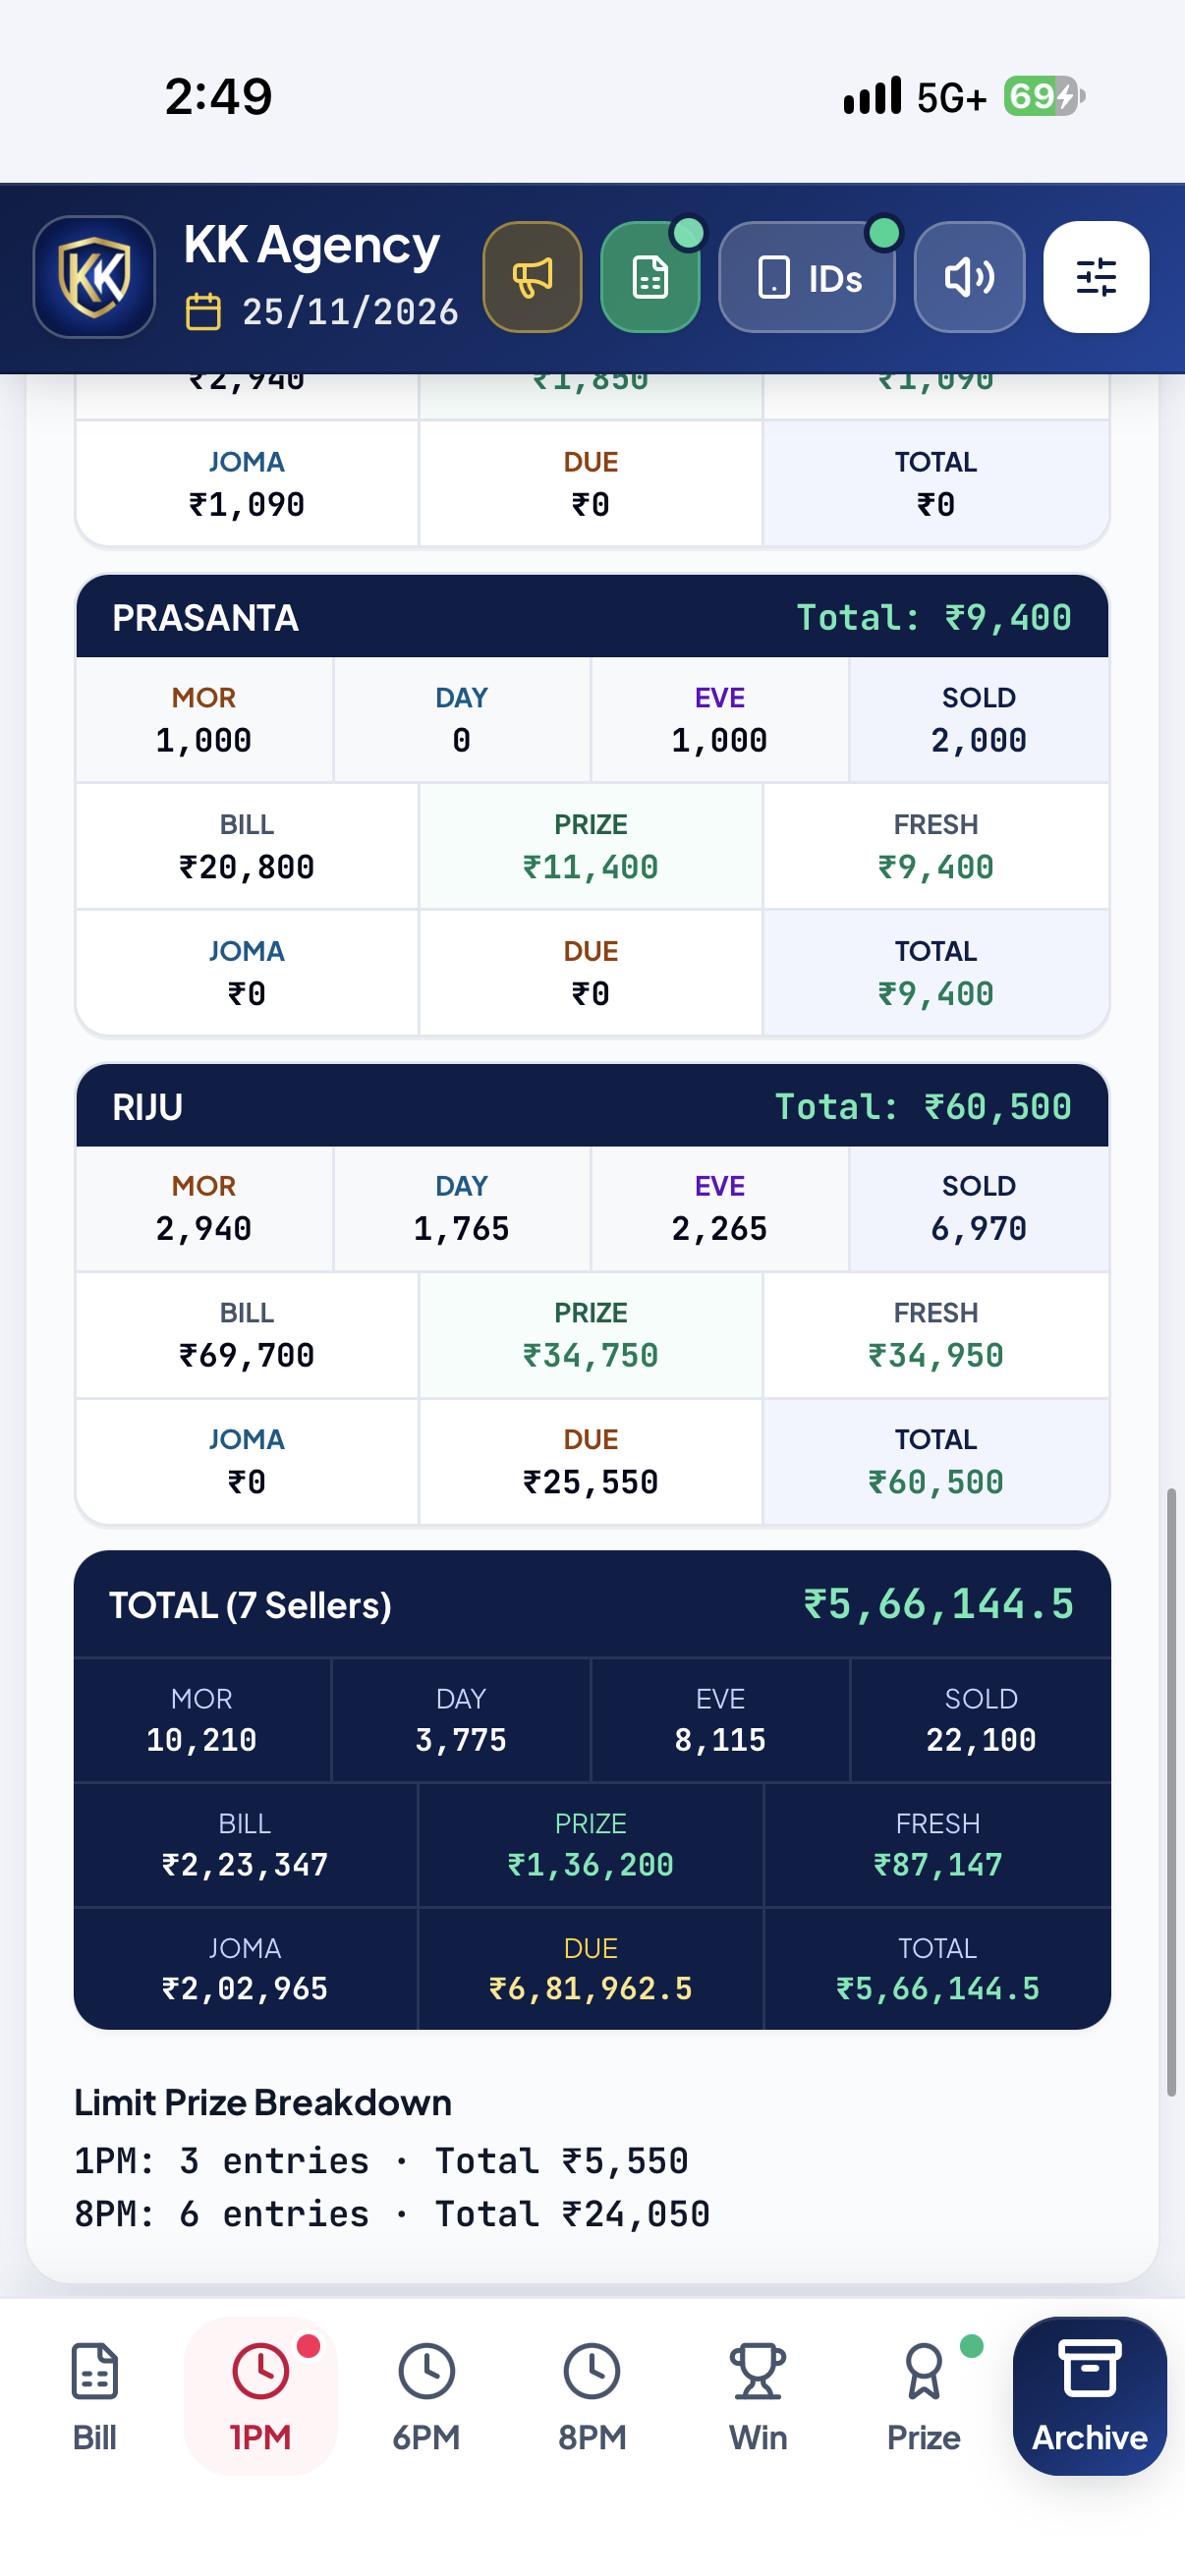 2:49 5G+ 69
KK KK Agency
25/11/2026 IDs
₹2,940 ₹1,850 ₹1,090
JOMA DUE TOTAL
₹1,090 ₹0 ₹0
PRASANTA Total: ₹9,400
MOR DAY EVE SOLD
1,000 0 1,000 2,000
BILL PRIZE FRESH
₹20,800 ₹11,400 ₹9,400
JOMA DUE TOTAL
₹0 ₹0 ₹9,400
RIJU Total: ₹60,500
MOR DAY EVE SOLD
2,940 1,765 2,265 6,970
BILL PRIZE FRESH
₹69,700 ₹34,750 ₹34,950
JOMA DUE TOTAL
₹0 ₹25,550 ₹60,500
TOTAL (7 Sellers) ₹5,66,144.5
MOR DAY EVE SOLD
10,210 3,775 8,115 22,100
BILL PRIZE FRESH
₹2,23,347 ₹1,36,200 ₹87,147
JOMA DUE TOTAL
₹2,02,965 ₹6,81,962.5 ₹5,66,144.5
Limit Prize Breakdown
1PM: 3 entries · Total ₹5,550
8PM: 6 entries · Total ₹24,050
Bill 1PM 6PM 8PM Win Prize Archive